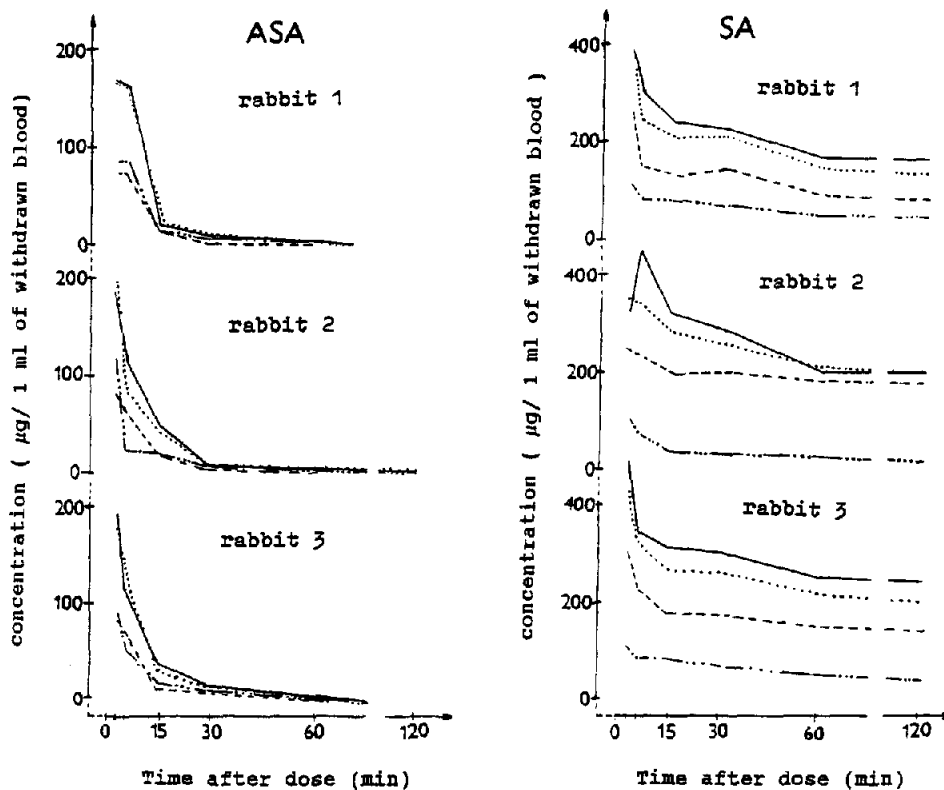 ASA
SA
concentration ( µg/ 1 ml of withdrawn blood)
200
100
0
rabbit 1
200
100
0
rabbit 2
200
100
0
rabbit 3
0 15 30 60 120
Time after dose (min)
concentration ( µg/ 1 ml of withdrawn blood )
400
200
0
rabbit 1
400
200
0
rabbit 2
400
200
0
rabbit 3
0 15 30 60 120
Time after dose (min)